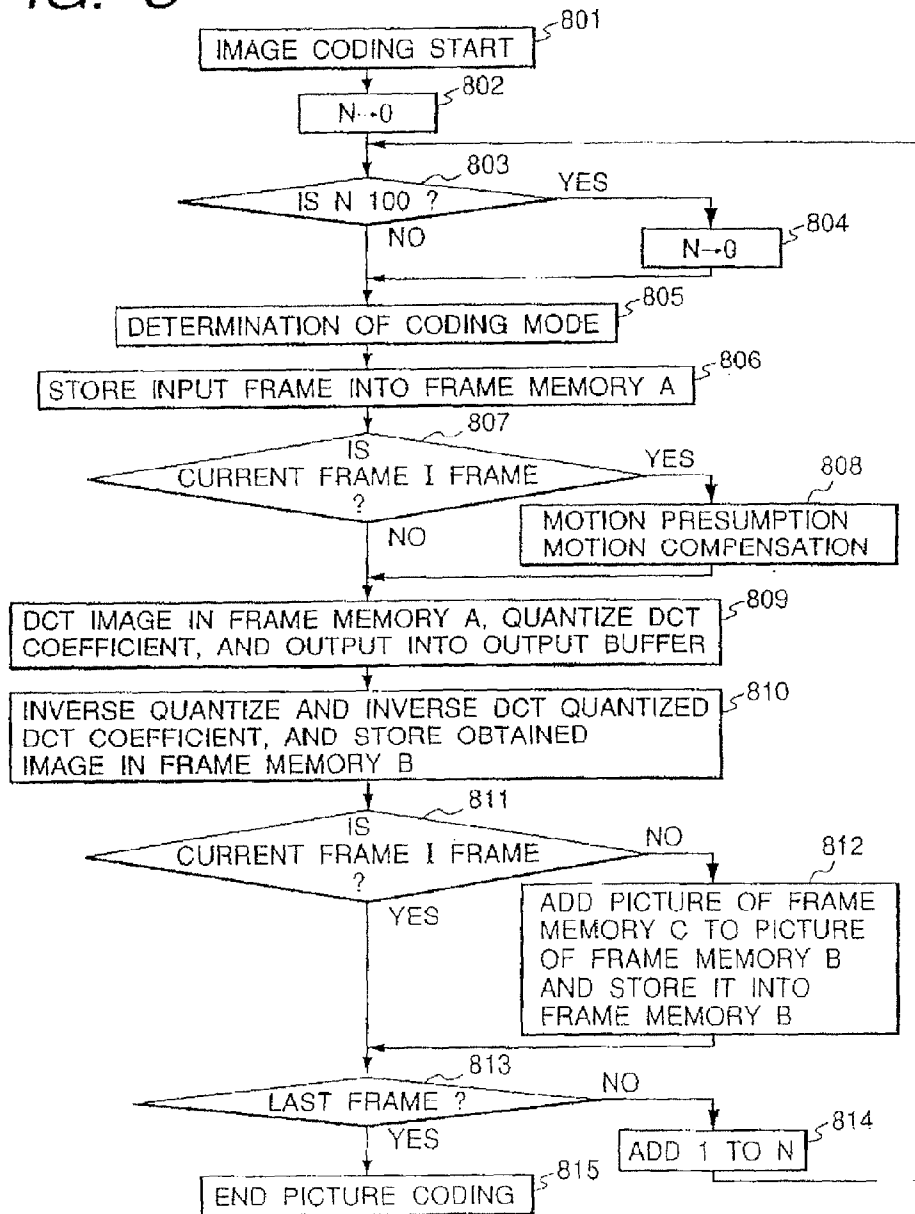 801
IMAGE CODING START
802
N→0
803
IS N 100 ?
YES
NO
804
N→0
805
DETERMINATION OF CODING MODE
806
STORE INPUT FRAME INTO FRAME MEMORY A
807
IS
CURRENT FRAME I FRAME
?
YES
NO
808
MOTION PRESUMPTION
MOTION COMPENSATION
809
DCT IMAGE IN FRAME MEMORY A, QUANTIZE DCT
COEFFICIENT, AND OUTPUT INTO OUTPUT BUFFER
810
INVERSE QUANTIZE AND INVERSE DCT QUANTIZED
DCT COEFFICIENT, AND STORE OBTAINED
IMAGE IN FRAME MEMORY B
811
IS
CURRENT FRAME I FRAME
?
NO
YES
812
ADD PICTURE OF FRAME
MEMORY C TO PICTURE
OF FRAME MEMORY B
AND STORE IT INTO
FRAME MEMORY B
813
LAST FRAME ?
NO
YES
814
ADD 1 TO N
815
END PICTURE CODING